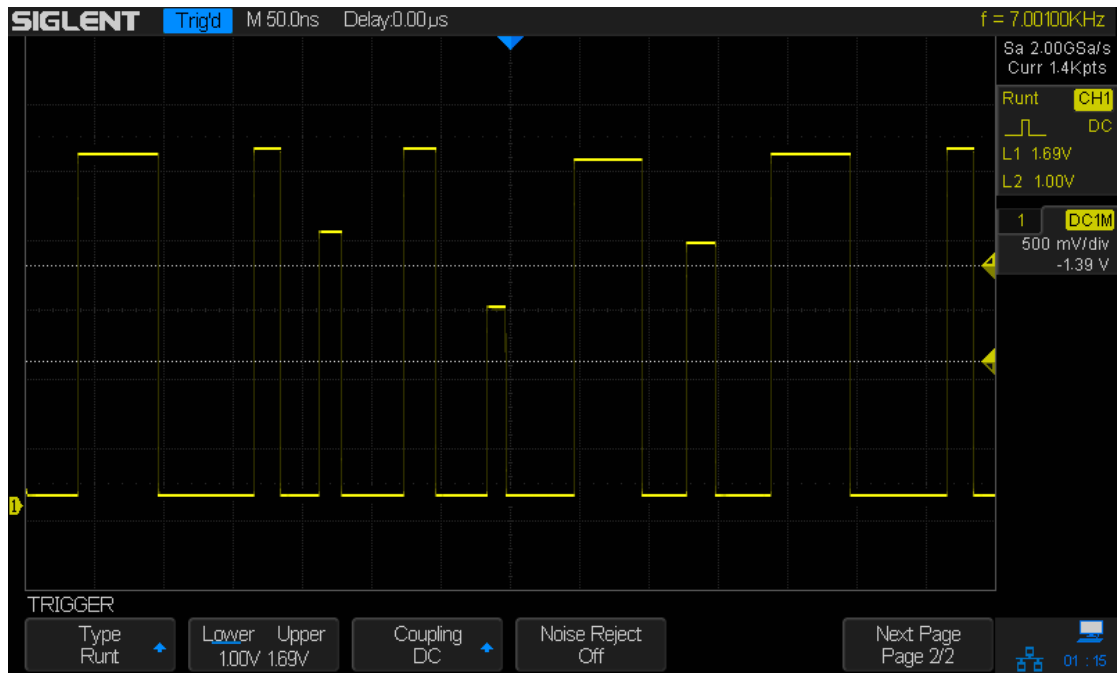 SIGLENT Trig'd M 50.0ns Delay:0.00µs f = 7.00100KHz
Sa 2.00GSa/s
Curr 1.4Kpts
Runt CH1
DC
L1 1.69V
L2 1.00V
1 DC1M
500 mV/div
-1.39 V
1
TRIGGER
Type
Runt
Lower Upper
1.00V 1.69V
Coupling
DC
Noise Reject
Off
Next Page
Page 2/2
01 : 15